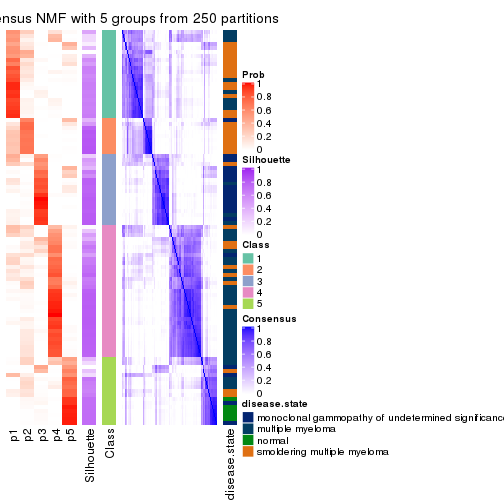 ensus NMF with 5 groups from 250 partitions
Prob
1
0.8
0.6
0.4
0.2
0
Silhouette
1
0.8
0.6
0.4
0.2
0
Class
1
2
3
4
5
Consensus
1
0.8
0.6
0.4
0.2
0
disease.state
monoclonal gammopathy of undetermined significance
multiple myeloma
normal
smoldering multiple myeloma
p1
p2
p3
p4
p5
Silhouette
Class
disease.state